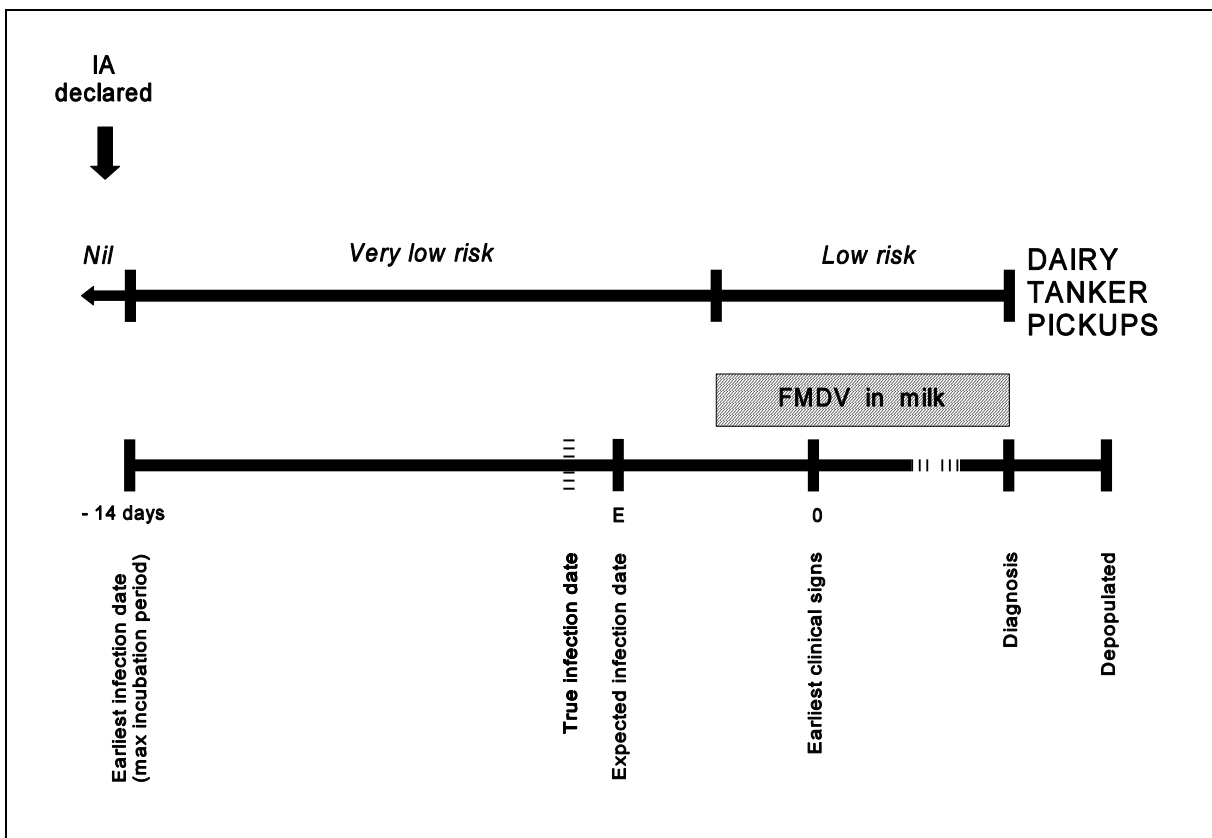 IA
declared
Nil
Very low risk
Low risk
DAIRY
TANKER
PICKUPS
FMDV in milk
- 14 days
E
0
Earliest infection date
(max incubation period)
True infection date
Expected infection date
Earliest clinical signs
Diagnosis
Depopulated